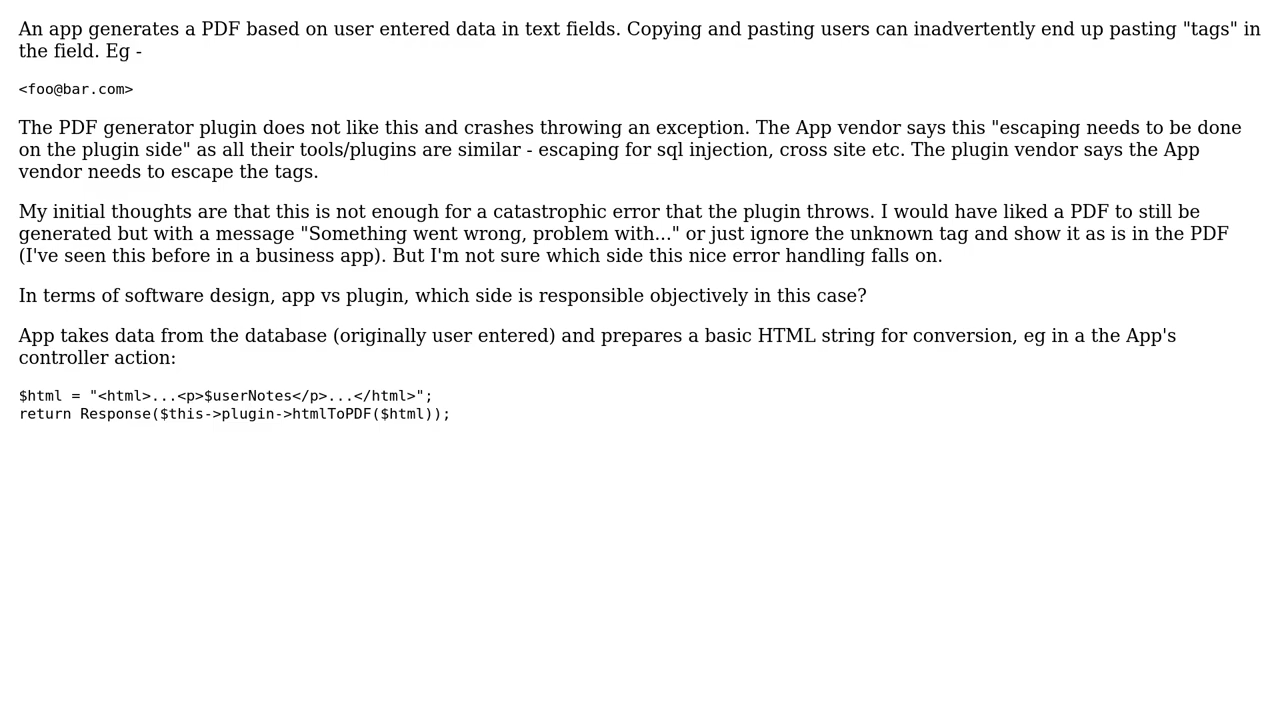 An app generates a PDF based on user entered data in text fields. Copying and pasting users can inadvertently end up pasting "tags" in
the field. Eg -
<foo@bar.com>
The PDF generator plugin does not like this and crashes throwing an exception. The App vendor says this "escaping needs to be done
on the plugin side" as all their tools/plugins are similar - escaping for sql injection, cross site etc. The plugin vendor says the App
vendor needs to escape the tags.
My initial thoughts are that this is not enough for a catastrophic error that the plugin throws. I would have liked a PDF to still be
generated but with a message "Something went wrong, problem with..." or just ignore the unknown tag and show it as is in the PDF
(I've seen this before in a business app). But I'm not sure which side this nice error handling falls on.
In terms of software design, app vs plugin, which side is responsible objectively in this case?
App takes data from the database (originally user entered) and prepares a basic HTML string for conversion, eg in a the App's
controller action:
$html = "<html>...<p>$userNotes</p>...</html>";
return Response($this->plugin->htmlToPDF($html));